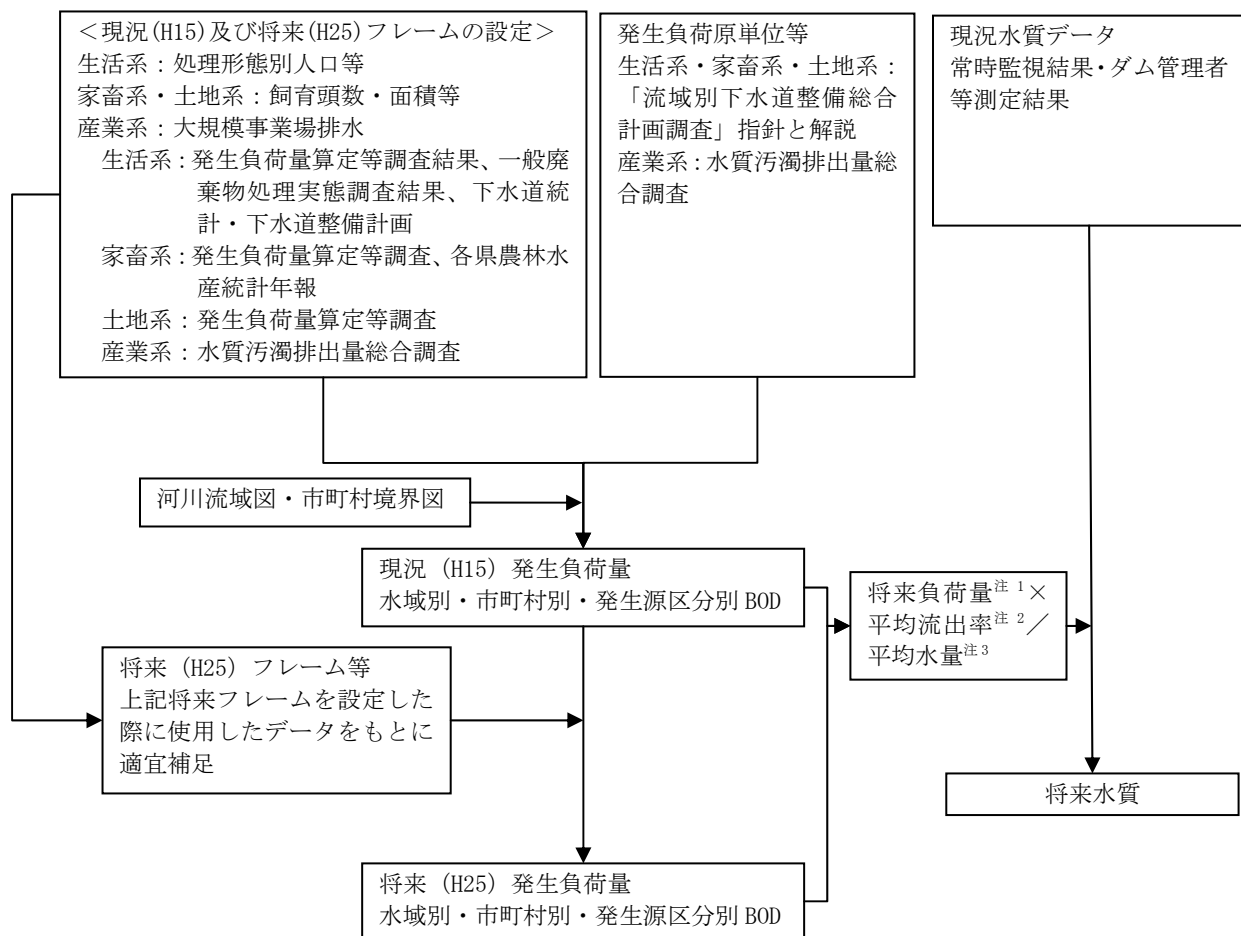 ＜現況(H15)及び将来(H25)フレームの設定＞
生活系：処理形態別人口等
家畜系・土地系：飼育頭数・面積等
産業系：大規模事業場排水
生活系：発生負荷量算定等調査結果、一般廃
棄物処理実態調査結果、下水道統
計・下水道整備計画
家畜系：発生負荷量算定等調査、各県農林水
産統計年報
土地系：発生負荷量算定等調査
産業系：水質汚濁排出量総合調査
発生負荷原単位等
生活系・家畜系・土地系：
「流域別下水道整備総合
計画調査」指針と解説
産業系：水質汚濁排出量総
合調査
現況水質データ
常時監視結果・ダム管理者
等測定結果
河川流域図・市町村境界図
現況（H15）発生負荷量
水域別・市町村別・発生源区分別 BOD
将来負荷量注 1×
平均流出率注 2／
平均水量注 3
将来（H25）フレーム等
上記将来フレームを設定した
際に使用したデータをもとに
適宜補足
将来水質
将来（H25）発生負荷量
水域別・市町村別・発生源区分別 BOD